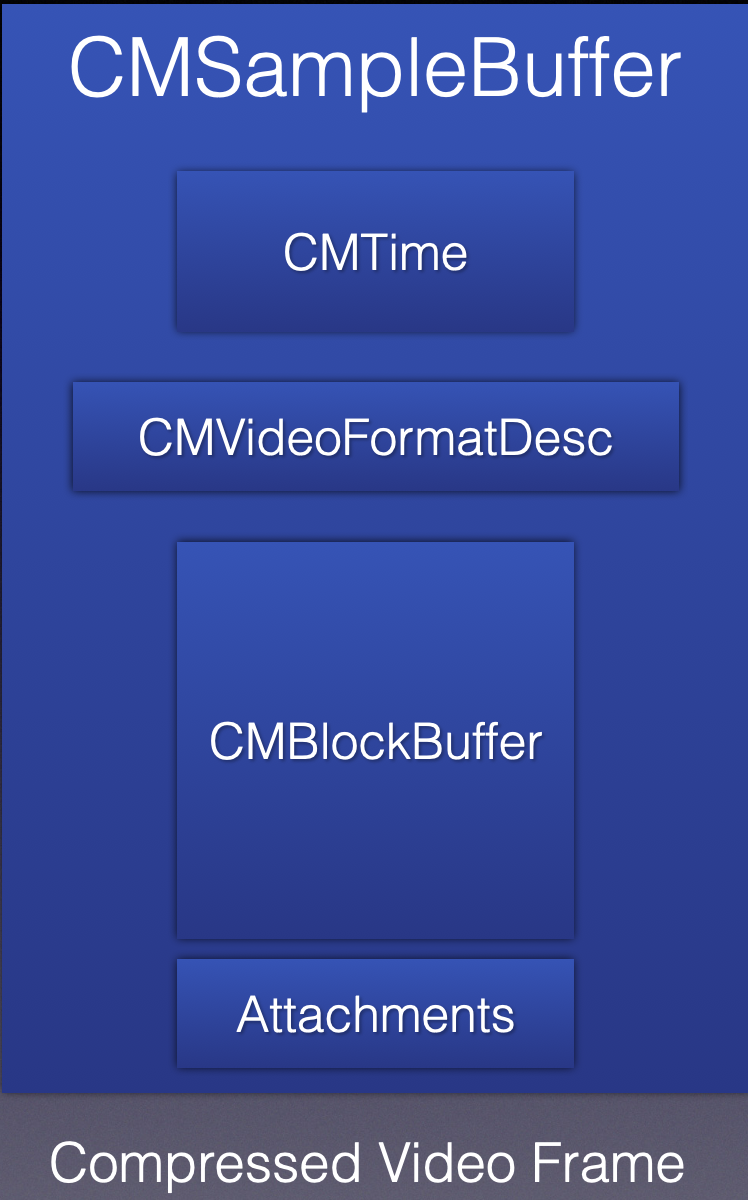 CMSampleBuffer
CMTime
CMVideoFormatDesc
CMBlockBuffer
Attachments
Compressed Video Frame